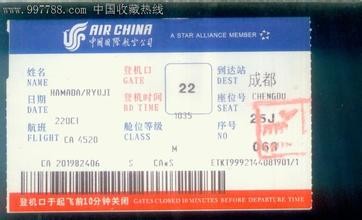 www.997788.com 中国收藏热线
AIR CHINA
中国國際航空公司
A STAR ALLIANCE MEMBER
姓名 NAME HAMADA/RYUJI
登机口 GATE 22
到达站 DEST 成都 CHENGDU
日期 DATE 22OCT
登机时间 BD TIME 1035
座位号 SEAT 25J
航班 FLIGHT CA 4520
舱位等级 CLASS M
序号 NO 060
CA 201982406 S CA*S ETKT9992144081901/1
登机口于起飞前10分钟关闭 GATES CLOSED 10 MINUTES BEFORE DEPARTURE TIME